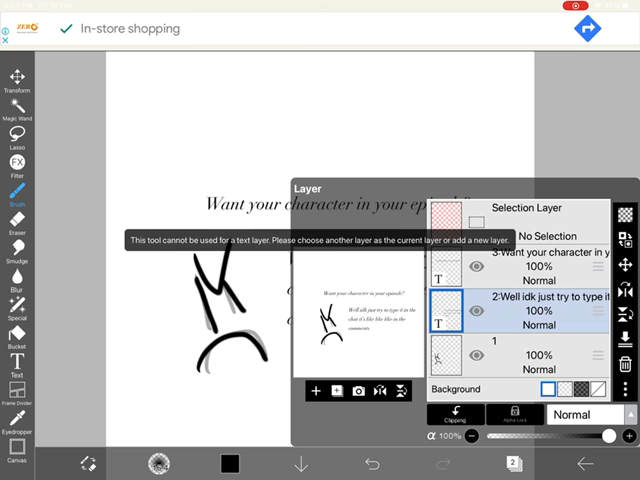 ZERO
In-store shopping
Transform
Magic Wand
Lasso
FX
Filter
Brush
Eraser
Smudge
Blur
Special
Bucket
T
Text
Frame Divider
Eyedropper
Canvas
Want your character in your
This tool cannot be used for a text layer. Please choose another layer as the current layer or add a new layer.
Layer
Want your character in your episode?
Well idk just try to type it in the
chat it's like like like in the
comments
Selection Layer
No Selection
3:Want your character in y
T
100%
Normal
2:Well idk just try to type it
T
100%
Normal
1
100%
Normal
Background
Clipping
Alpha Lock
Normal
α 100%
2